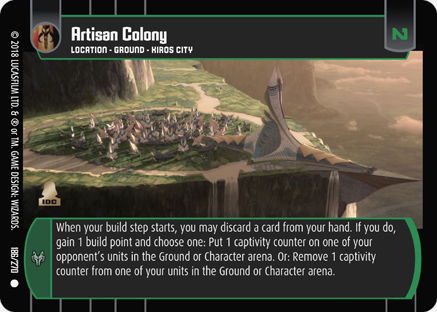 Artisan Colony
LOCATION - GROUND - KIROS CITY
N
IDC
When your build step starts, you may discard a card from your hand. If you do,
gain 1 build point and choose one: Put 1 captivity counter on one of your
opponent's units in the Ground or Character arena. Or: Remove 1 captivity
counter from one of your units in the Ground or Character arena.
© 2018 LUCASFILM LTD. & ® or TM. GAME DESIGN: WIZARDS.
186/270